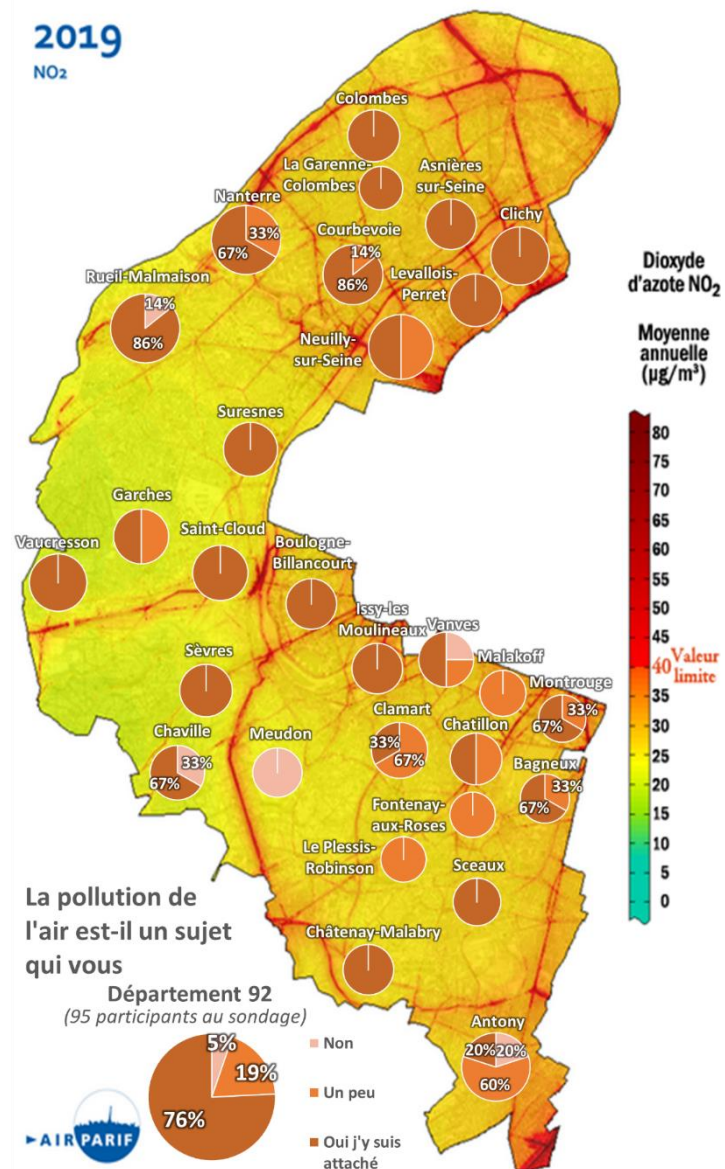 2019
NO₂
Colombes
La Garenne-
Colombes
Asnières
sur-Seine
Nanterre
33%
67%
Courbevoie
14%
86%
Clichy
Levallois-
Perret
Rueil-Malmaison
14%
86%
Neuilly-
sur-Seine
Dioxyde
d'azote NO₂
Moyenne
annuelle
(µg/m³)
80
75
70
65
60
55
50
45
40 Valeur
limite
35
30
25
20
15
10
5
0
Suresnes
Garches
Saint-Cloud
Vaucresson
Boulogne-
Billancourt
Issy-les
Moulineaux
Vanves
Malakoff
Montrouge
33%
67%
Sèvres
Clamart
33%
67%
Chatillon
Chaville
33%
67%
Meudon
Bagneux
33%
67%
Fontenay-
aux-Roses
Le Plessis-
Robinson
Sceaux
Châtenay-Malabry
Antony
20%
20%
60%
La pollution de
l'air est-il un sujet
qui vous
Département 92
(95 participants au sondage)
5%
19%
76%
Non
Un peu
Oui j'y suis
attaché
AIRPARIF